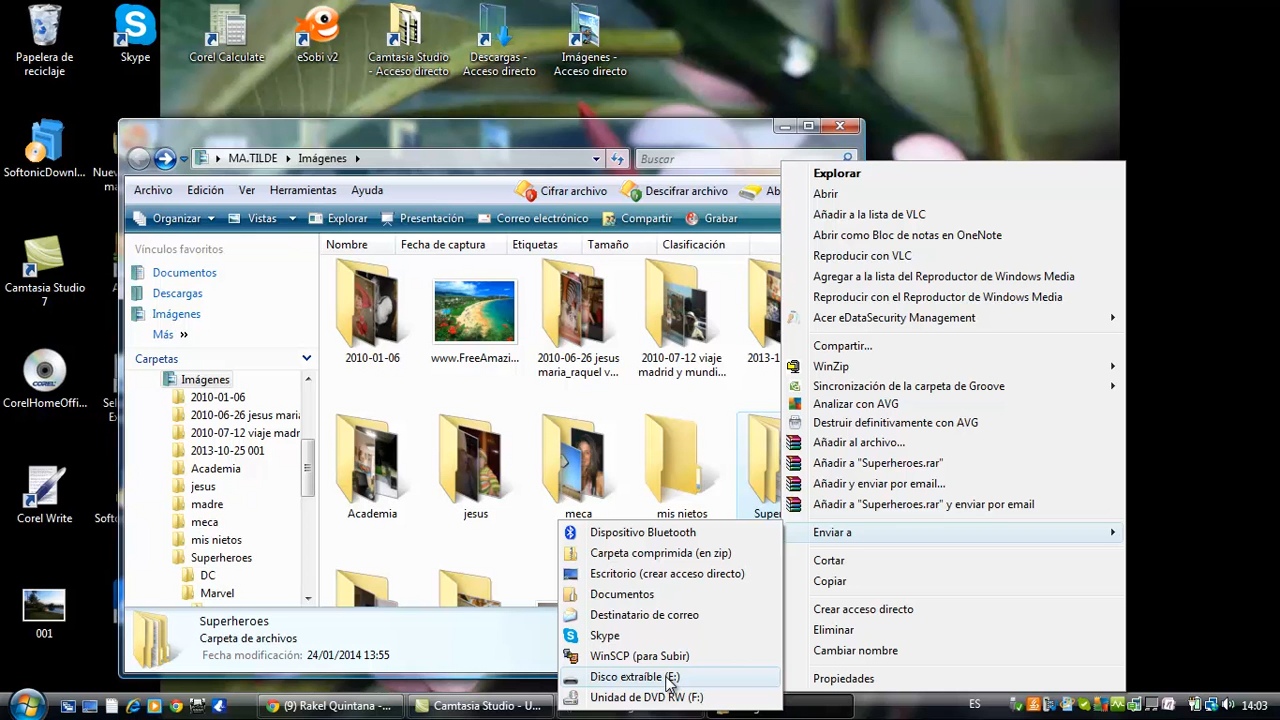 Papelera de
reciclaje
Skype
Corel Calculate
eSobi v2
Camtasia Studio
- Acceso directo
Descargas -
Acceso directo
Imágenes -
Acceso directo
SoftonicDownl...
Camtasia Studio
7
CorelHomeOffi...
Corel Write
001
MA.TILDE
Imágenes
Buscar
Archivo
Edición
Ver
Herramientas
Ayuda
Cifrar archivo
Descifrar archivo
Ab
Organizar
Vistas
Explorar
Presentación
Correo electrónico
Compartir
Grabar
Vínculos favoritos
Documentos
Descargas
Imágenes
Más »
Carpetas
Imágenes
2010-01-06
2010-06-26 jesus maria
2010-07-12 viaje madr
2013-10-25 001
Academia
jesus
madre
meca
mis nietos
Superheroes
DC
Marvel
Nombre
Fecha de captura
Etiquetas
Tamaño
Clasificación
2010-01-06
www.FreeAmazi...
2010-06-26 jesus
maria_raquel v...
2010-07-12 viaje
madrid y mundi...
2013-1
Academia
jesus
meca
mis nietos
Super
Superheroes
Carpeta de archivos
Fecha modificación: 24/01/2014 13:55
Explorar
Abrir
Añadir a la lista de VLC
Abrir como Bloc de notas en OneNote
Reproducir con VLC
Agregar a la lista del Reproductor de Windows Media
Reproducir con el Reproductor de Windows Media
Acer eDataSecurity Management
Compartir...
WinZip
Sincronización de la carpeta de Groove
Analizar con AVG
Destruir definitivamente con AVG
Añadir al archivo...
Añadir a "Superheroes.rar"
Añadir y enviar por email...
Añadir a "Superheroes.rar" y enviar por email
Enviar a
Cortar
Copiar
Crear acceso directo
Eliminar
Cambiar nombre
Propiedades
Dispositivo Bluetooth
Carpeta comprimida (en zip)
Escritorio (crear acceso directo)
Documentos
Destinatario de correo
Skype
WinSCP (para Subir)
Disco extraíble (E:)
Unidad de DVD RW (F:)
(9) Rakel Quintana -...
Camtasia Studio - U...
ES
14:03